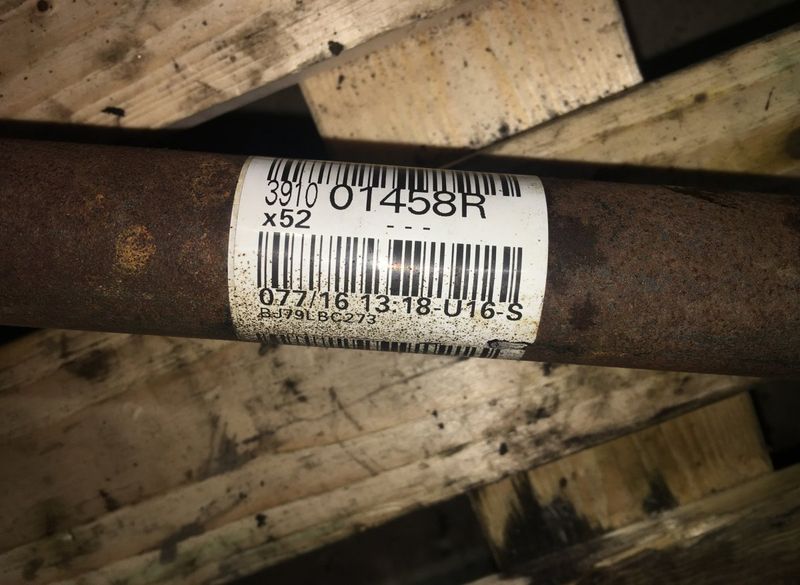 3910 01458R
x52 ---
077/16 13:18-U16-S
BJ79LBC273